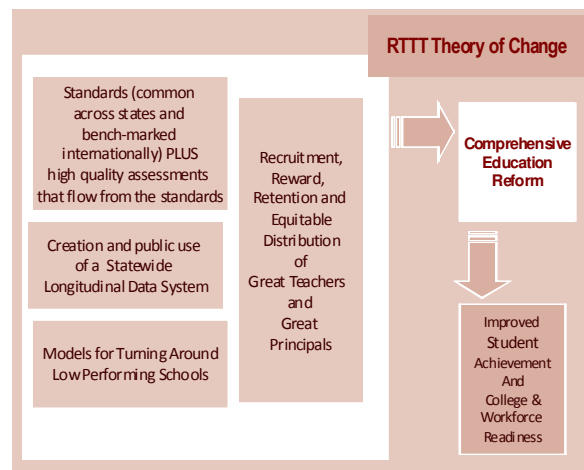 RTTT Theory of Change
Standards (common
across states and
bench-marked
internationally) PLUS
high quality assessments
that flow from the standards
Creation and public use
of a Statewide
Longitudinal Data System
Models for Turning Around
Low Performing Schools
Recruitment,
Reward,
Retention and
Equitable
Distribution
of
Great Teachers
and
Great
Principals
Comprehensive
Education
Reform
Improved
Student
Achievement
And
College &
Workforce
Readiness